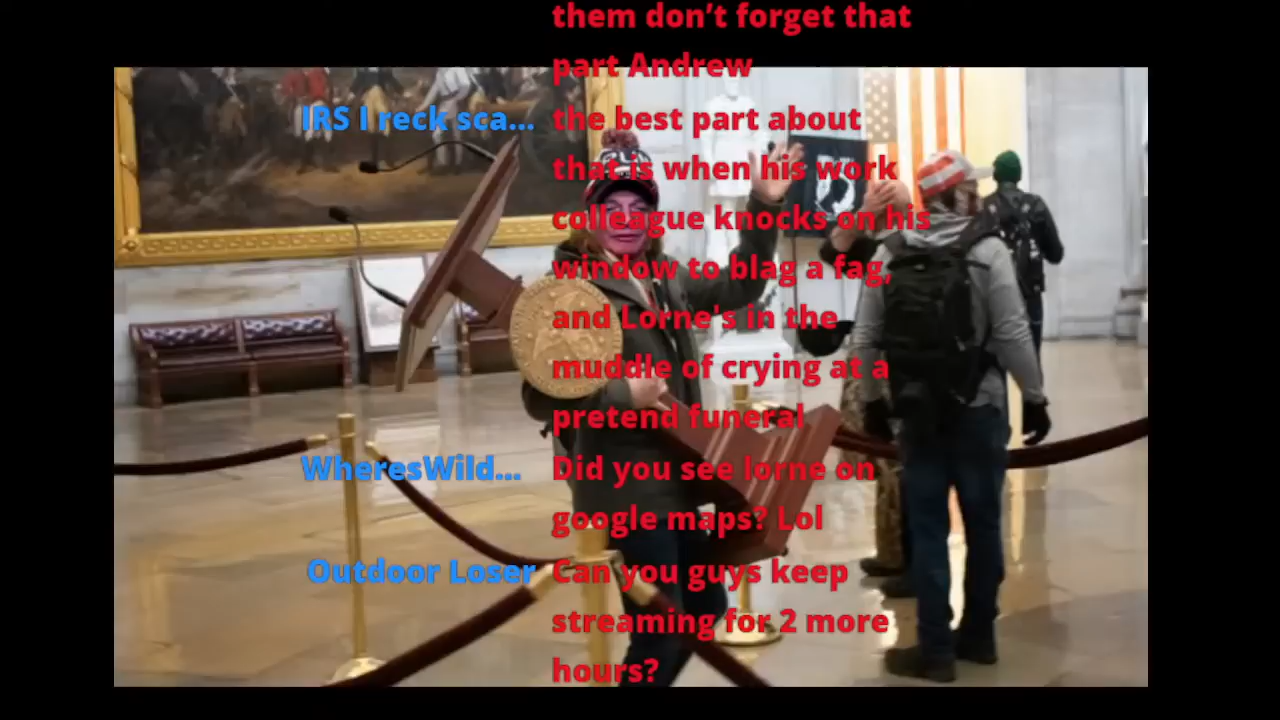 them don’t forget that
part Andrew
IRS I reck sca... the best part about
that is when his work
colleague knocks on his
window to blag a fag,
and Lorne's in the
muddle of crying at a
pretend funeral
WheresWild... Did you see lorne on
google maps? Lol
Outdoor Loser Can you guys keep
streaming for 2 more
hours?